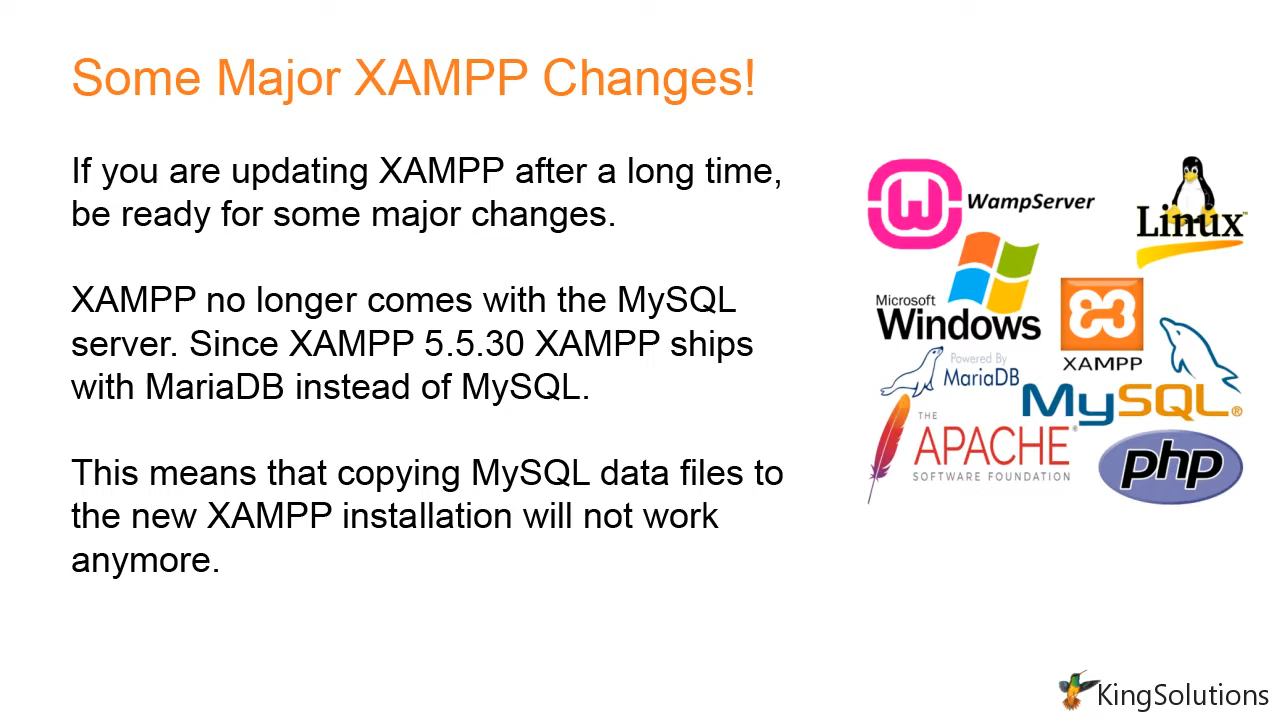 Some Major XAMPP Changes!
If you are updating XAMPP after a long time,
be ready for some major changes.
XAMPP no longer comes with the MySQL
server. Since XAMPP 5.5.30 XAMPP ships
with MariaDB instead of MySQL.
This means that copying MySQL data files to
the new XAMPP installation will not work
anymore.
WampServer
Linux™
Microsoft
Windows
XAMPP
Powered By
MariaDB
MySQL®
THE
APACHE®
SOFTWARE FOUNDATION
php
KingSolutions